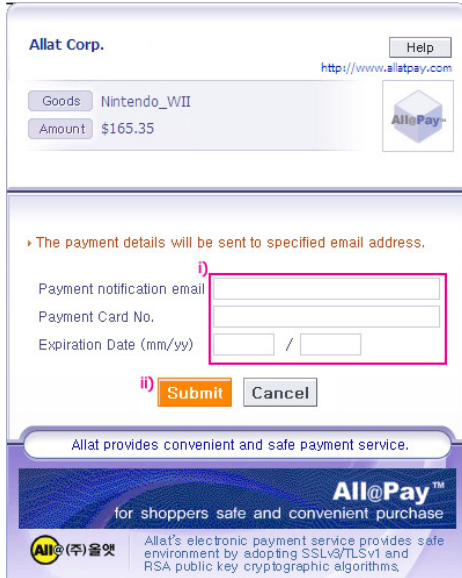 Allat Corp.
Help
http://www.allatpay.com
Goods Nintendo_WII
Amount $165.35
All@Pay™
The payment details will be sent to specified email address.
i)
Payment notification email
Payment Card No.
Expiration Date (mm/yy) /
ii) Submit Cancel
Allat provides convenient and safe payment service.
All@Pay™
for shoppers safe and convenient purchase
All@ (주)올앳
Allat's electronic payment service provides safe
environment by adopting SSLv3/TLSv1 and
RSA public key cryptographic algorithms,